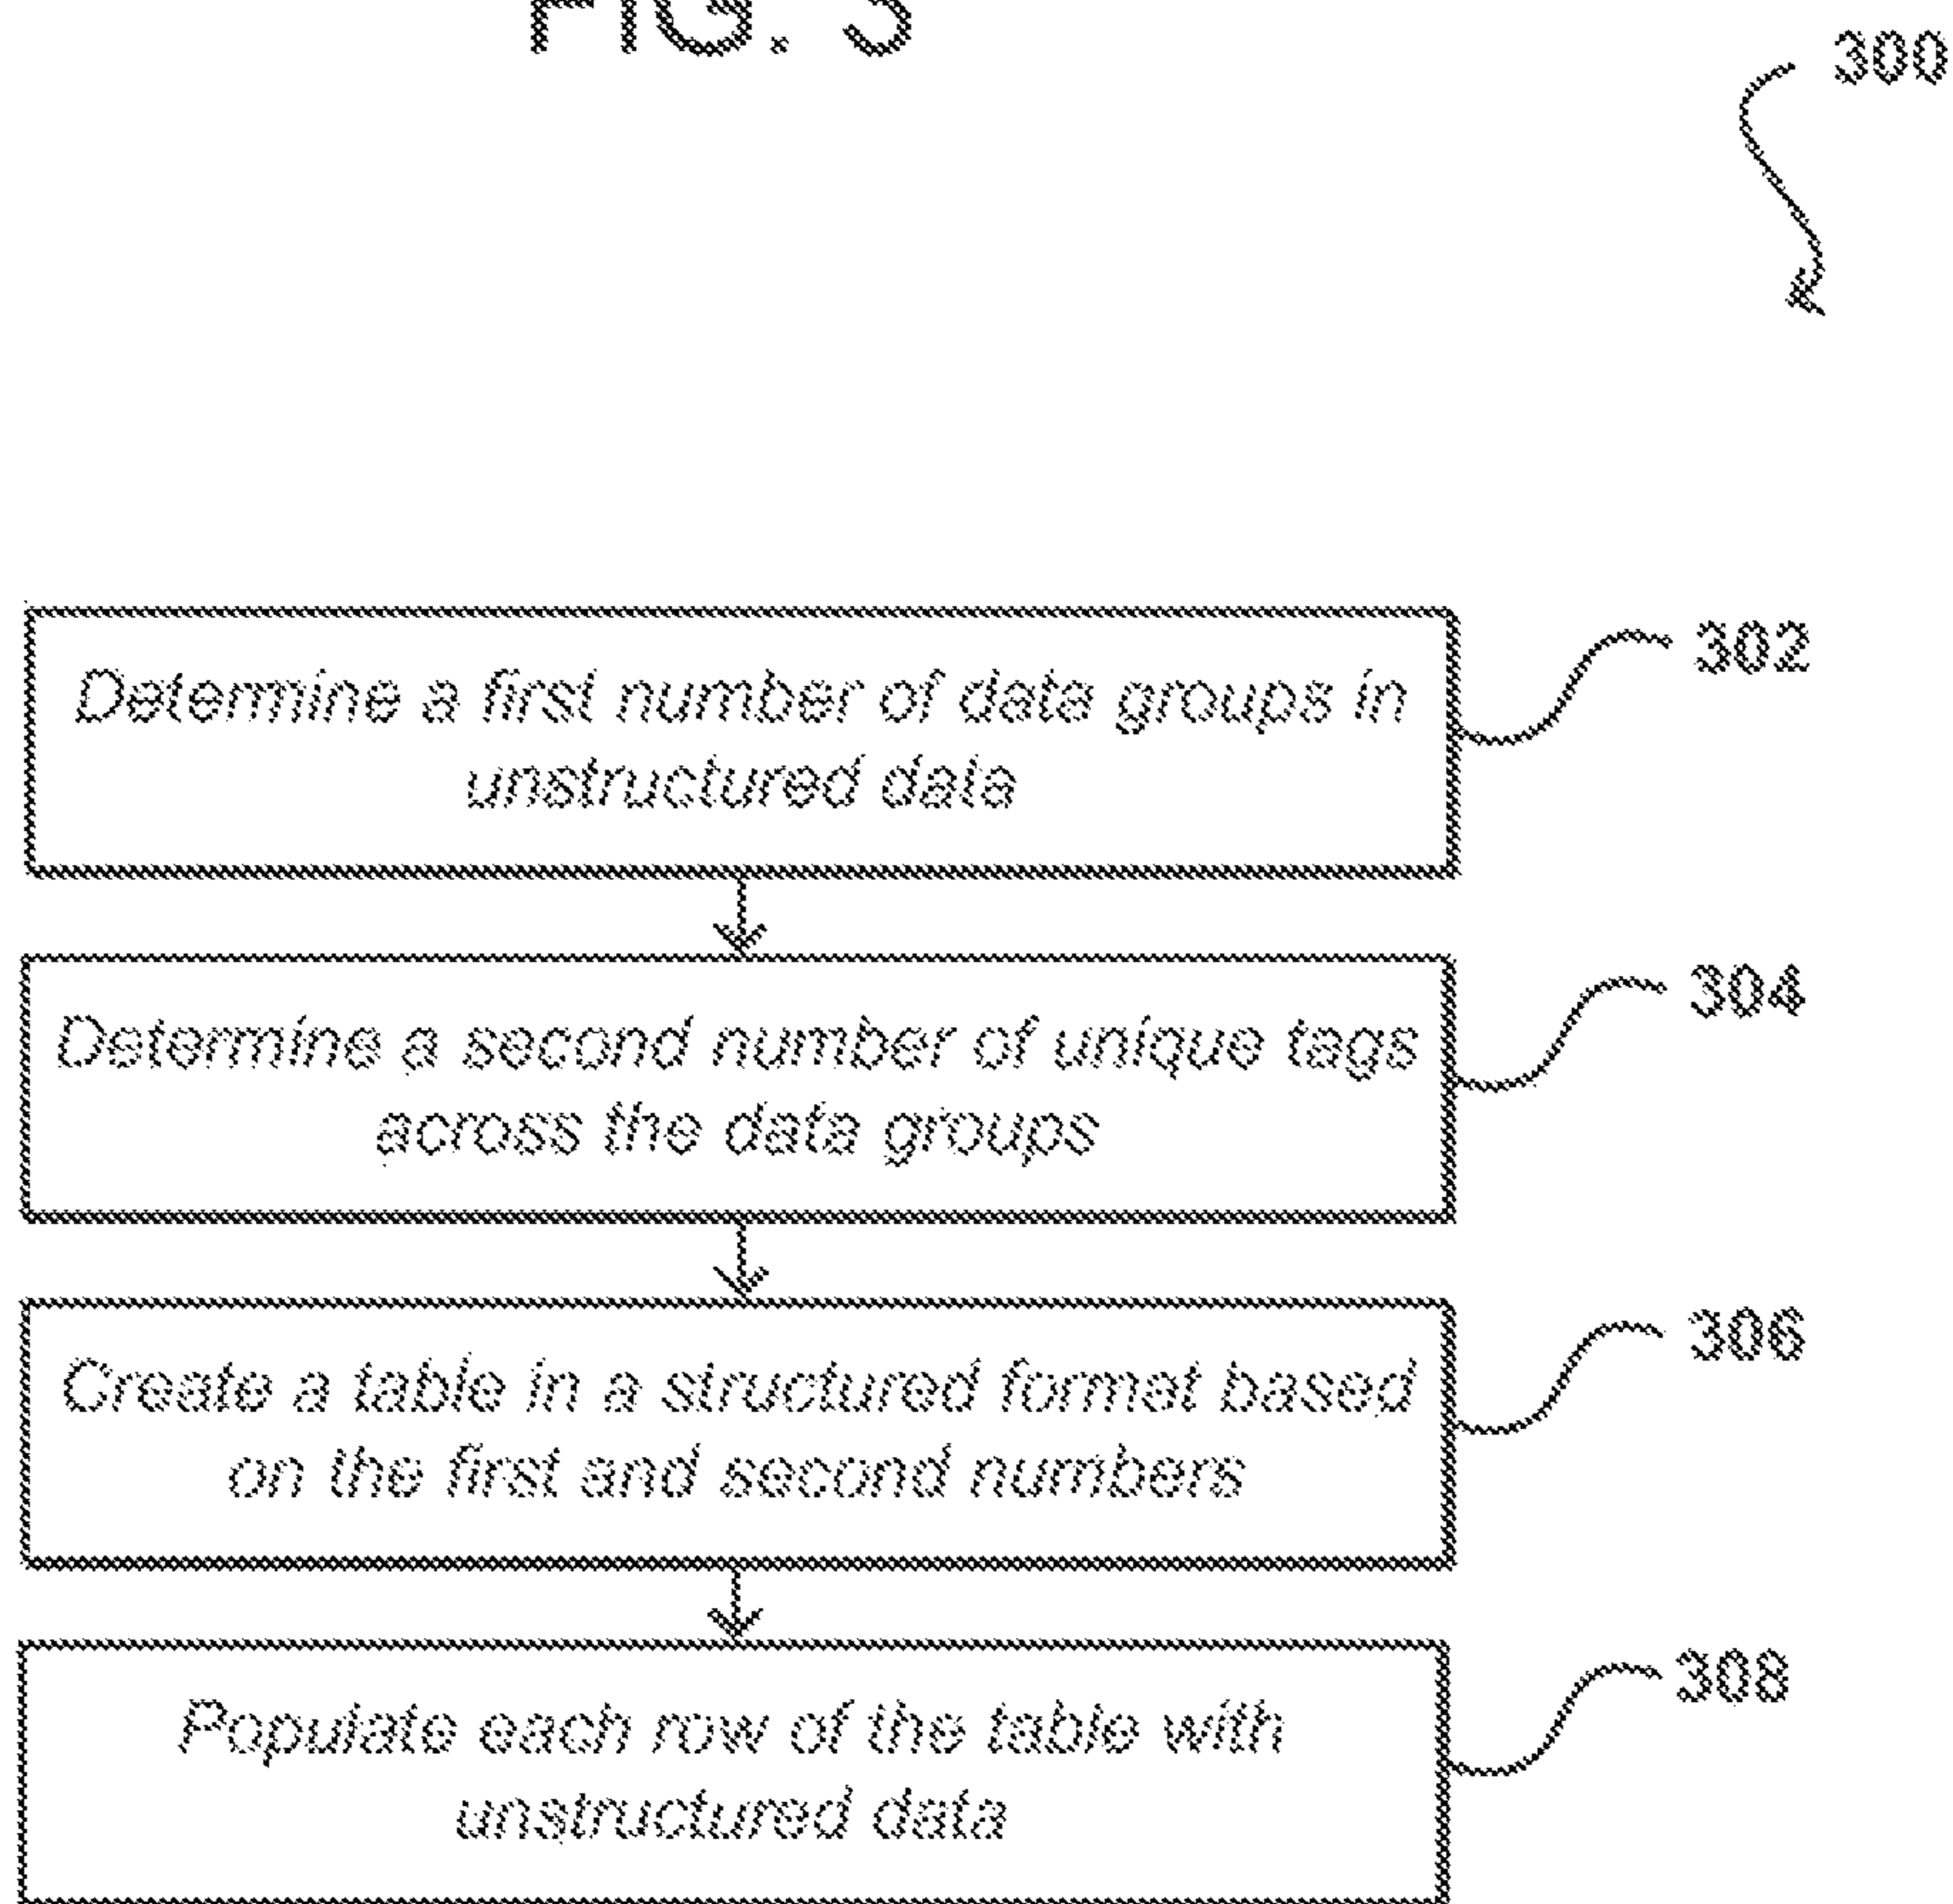 FIG. 3
300
Determine a first number of data groups in
unstructured data
302
Determine a second number of unique tags
across the data groups
304
Create a table in a structured format based
on the first and second numbers
306
Populate each row of the table with
unstructured data
308